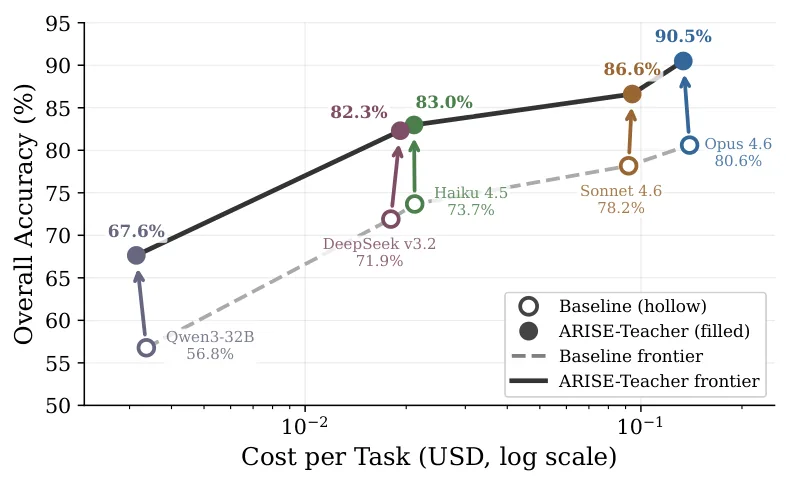 Overall Accuracy (%)
95
90
85
80
75
70
65
60
55
50
90.5%
86.6%
83.0%
82.3%
67.6%
Opus 4.6
80.6%
Sonnet 4.6
78.2%
Haiku 4.5
73.7%
DeepSeek v3.2
71.9%
Qwen3-32B
56.8%
Baseline (hollow)
ARISE-Teacher (filled)
Baseline frontier
ARISE-Teacher frontier
10⁻²
10⁻¹
Cost per Task (USD, log scale)